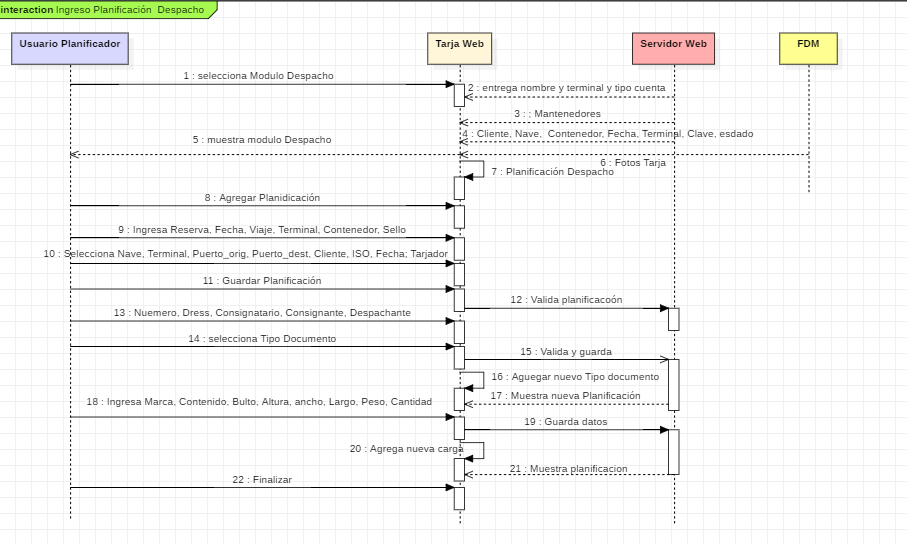 interaction Ingreso Planificación Despacho
Usuario Planificador
Tarja Web
Servidor Web
FDM
1 : selecciona Modulo Despacho
2 : entrega nombre y terminal y tipo cuenta
3 : ; Mantenedores
4 : Cliente, Nave, Contenedor, Fecha, Terminal, Clave, esdado
5 : muestra modulo Despacho
6 : Fotos Tarja
7 : Planificación Despacho
8 : Agregar Planidicación
9 : Ingresa Reserva, Fecha, Viaje, Terminal, Contenedor, Sello
10 : Selecciona Nave, Terminal, Puerto_orig, Puerto_dest, Cliente, ISO, Fecha; Tarjador
11 : Guardar Planificación
12 : Valida planificacoón
13 : Nuemero, Dress, Consignatario, Consignante, Despachante
14 : selecciona Tipo Documento
15 : Valida y guarda
16 : Aguegar nuevo Tipo documento
17 : Muestra nueva Planificación
18 : Ingresa Marca, Contenido, Bulto, Altura, ancho, Largo, Peso, Cantidad
19 : Guarda datos
20 : Agrega nueva carga
21 : Muestra planificacion
22 : Finalizar